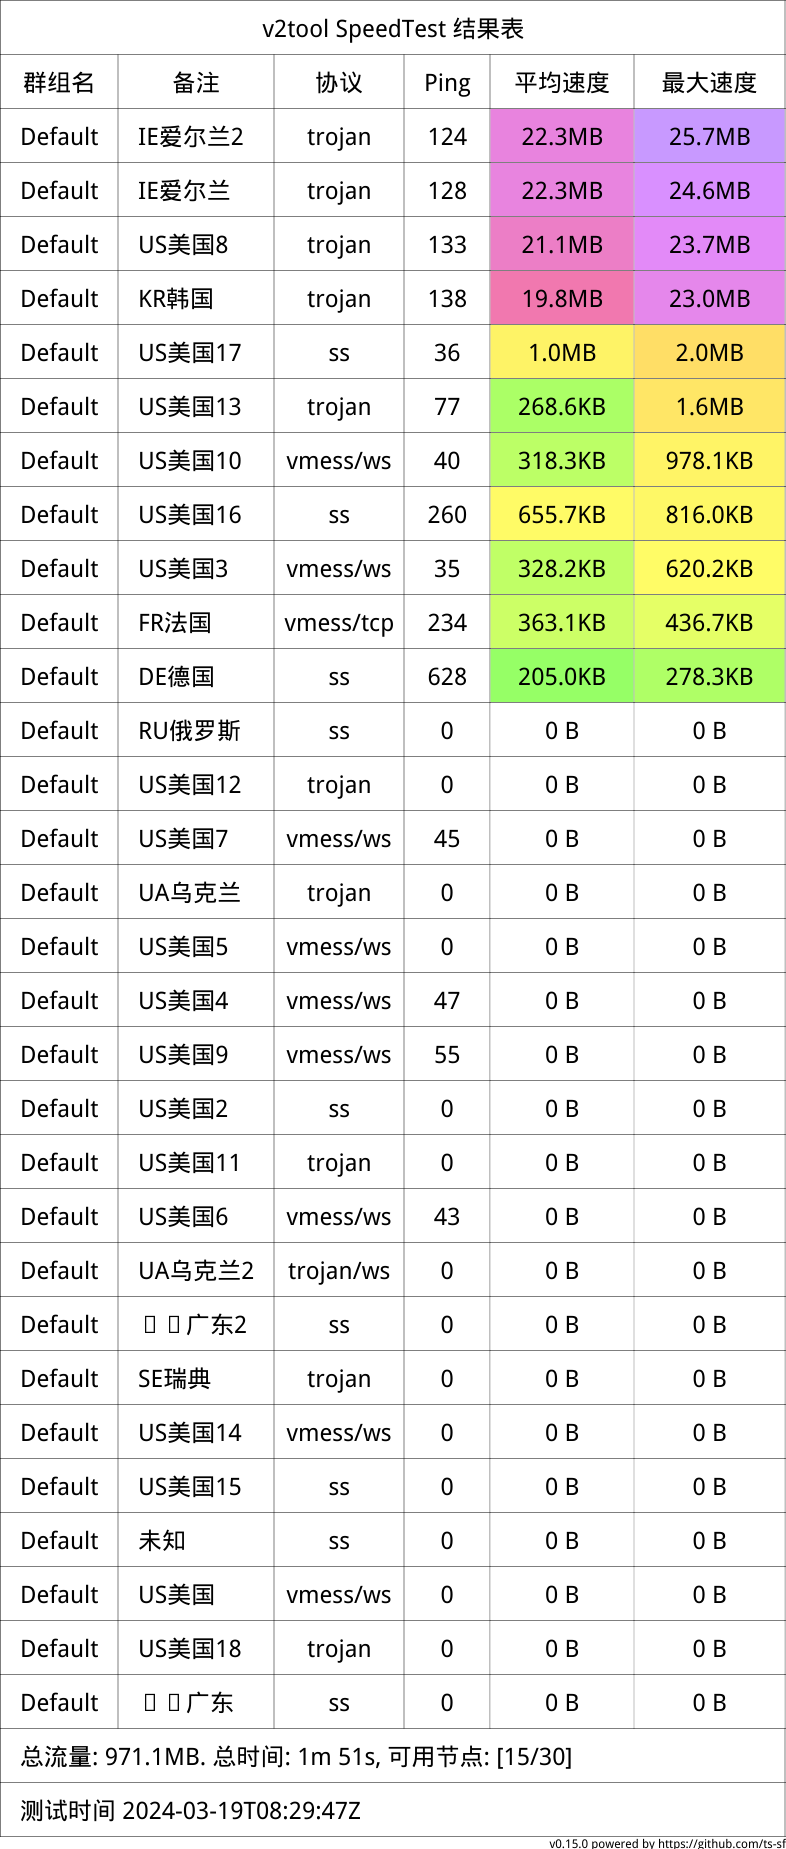 v2tool SpeedTest 结果表
群组名 备注 协议 Ping 平均速度 最大速度
Default IE爱尔兰2 trojan 124 22.3MB 25.7MB
Default IE爱尔兰 trojan 128 22.3MB 24.6MB
Default US美国8 trojan 133 21.1MB 23.7MB
Default KR韩国 trojan 138 19.8MB 23.0MB
Default US美国17 ss 36 1.0MB 2.0MB
Default US美国13 trojan 77 268.6KB 1.6MB
Default US美国10 vmess/ws 40 318.3KB 978.1KB
Default US美国16 ss 260 655.7KB 816.0KB
Default US美国3 vmess/ws 35 328.2KB 620.2KB
Default FR法国 vmess/tcp 234 363.1KB 436.7KB
Default DE德国 ss 628 205.0KB 278.3KB
Default RU俄罗斯 ss 0 0 B 0 B
Default US美国12 trojan 0 0 B 0 B
Default US美国7 vmess/ws 45 0 B 0 B
Default UA乌克兰 trojan 0 0 B 0 B
Default US美国5 vmess/ws 0 0 B 0 B
Default US美国4 vmess/ws 47 0 B 0 B
Default US美国9 vmess/ws 55 0 B 0 B
Default US美国2 ss 0 0 B 0 B
Default US美国11 trojan 0 0 B 0 B
Default US美国6 vmess/ws 43 0 B 0 B
Default UA乌克兰2 trojan/ws 0 0 B 0 B
Default 广东2 ss 0 0 B 0 B
Default SE瑞典 trojan 0 0 B 0 B
Default US美国14 vmess/ws 0 0 B 0 B
Default US美国15 ss 0 0 B 0 B
Default 未知 ss 0 0 B 0 B
Default US美国 vmess/ws 0 0 B 0 B
Default US美国18 trojan 0 0 B 0 B
Default 广东 ss 0 0 B 0 B
总流量: 971.1MB. 总时间: 1m 51s, 可用节点: [15/30]
测试时间 2024-03-19T08:29:47Z
v0.15.0 powered by https://github.com/ts-sf